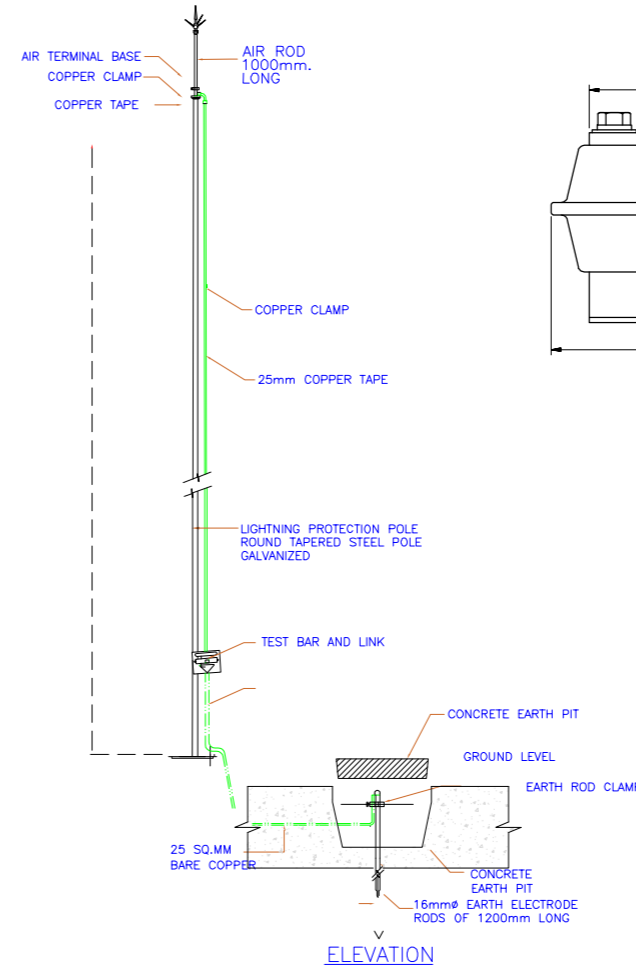 AIR TERMINAL BASE
COPPER CLAMP
COPPER TAPE
AIR ROD
1000mm.
LONG
COPPER CLAMP
25mm COPPER TAPE
LIGHTNING PROTECTION POLE
ROUND TAPERED STEEL POLE
GALVANIZED
TEST BAR AND LINK
CONCRETE EARTH PIT
GROUND LEVEL
EARTH ROD CLAMP
25 SQ.MM
BARE COPPER
CONCRETE
EARTH PIT
16mmø EARTH ELECTRODE
RODS OF 1200mm LONG
ELEVATION